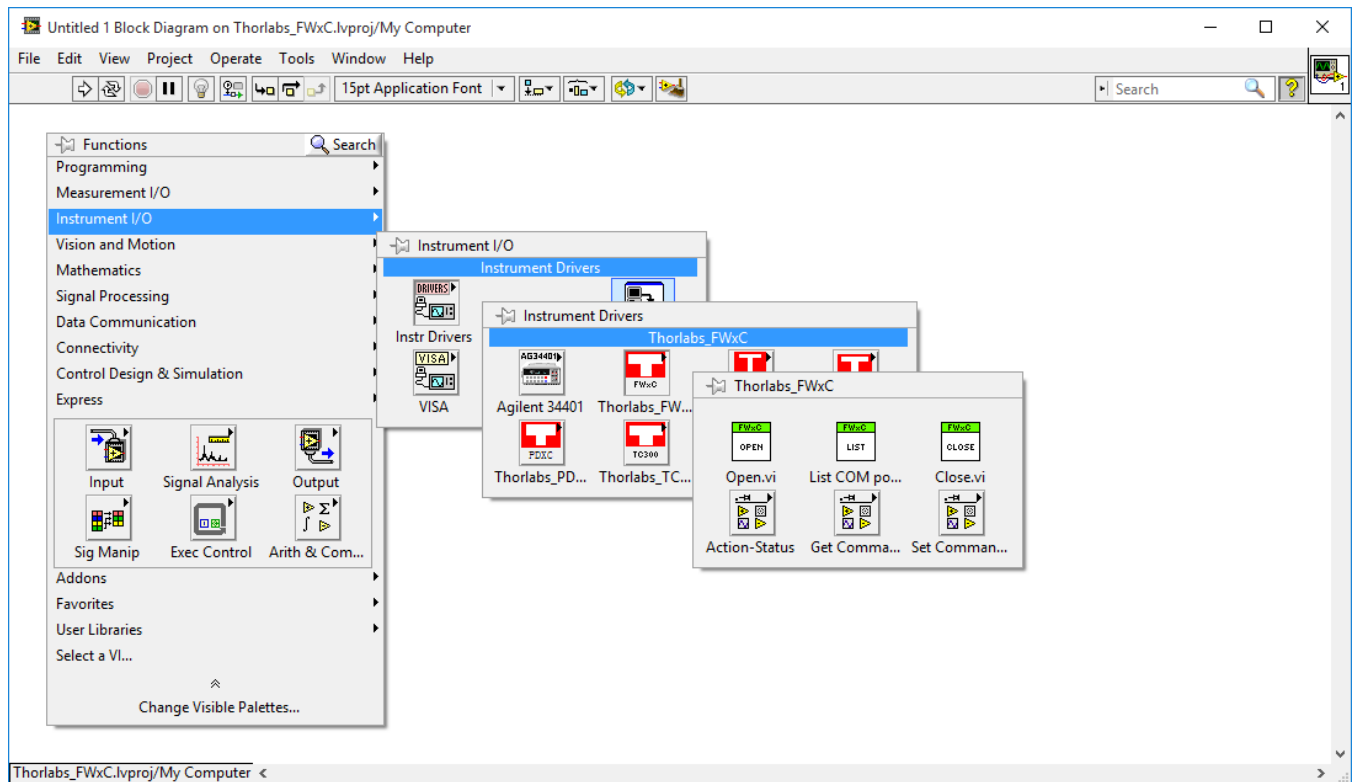 Untitled 1 Block Diagram on Thorlabs_FWxC.lvproj/My Computer
File Edit View Project Operate Tools Window Help
15pt Application Font
Search
1
Functions
Search
Programming
Measurement I/O
Instrument I/O
Vision and Motion
Mathematics
Signal Processing
Data Communication
Connectivity
Control Design & Simulation
Express
Input Signal Analysis Output
Sig Manip Exec Control Arith & Com...
Addons
Favorites
User Libraries
Select a VI...
Change Visible Palettes...
Instrument I/O
Instrument Drivers
DRIVERS
Instr Drivers
VISA
VISA
Instrument Drivers
Thorlabs_FWxC
AG34401
FWxC
Agilent 34401 Thorlabs_FW...
PDXC TC300
Thorlabs_PD... Thorlabs_TC...
Thorlabs_FWxC
FWxC FWxC FWxC
OPEN LIST CLOSE
Open.vi List COM po... Close.vi
Action-Status Get Comma... Set Comman...
Thorlabs_FWxC.lvproj/My Computer